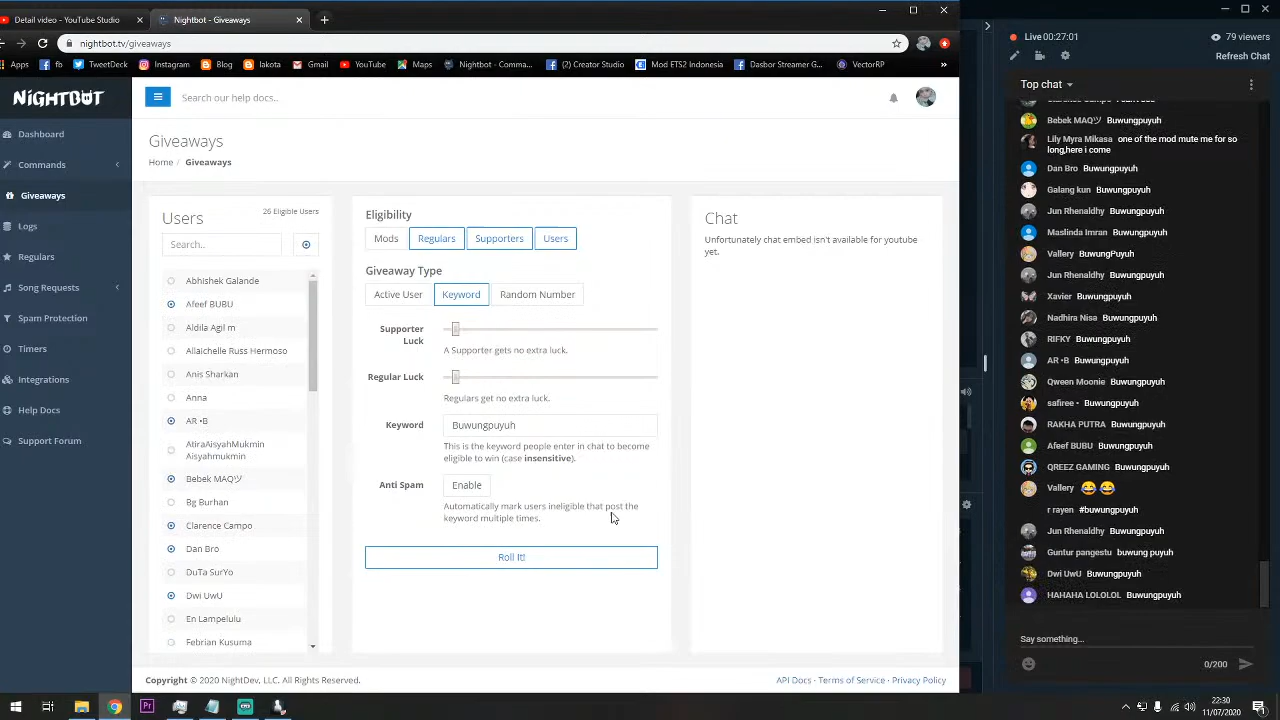 Detail video - YouTube Studio
Nightbot - Giveaways
nightbot.tv/giveaways
Apps
fb
TweetDeck
Instagram
Blog
lakota
Gmail
YouTube
Maps
Nightbot - Comma...
(2) Creator Studio
Mod ETS2 Indonesia
Dasbor Streamer G...
VectorRP
»
NIGHTBOT
Search our help docs..
Dashboard
Commands
Giveaways
Logs
Regulars
Song Requests
Spam Protection
Timers
Integrations
Help Docs
Support Forum
Giveaways
Home / Giveaways
Users
26 Eligible Users
Search..
Abhishek Galande
Afeef BUBU
Aldila Agil m
Allaichelle Russ Hermoso
Anis Sharkan
Anna
AR •B
AtiraAisyahMukmin
Aisyahmukmin
Bebek MAQツ
Bg Burhan
Clarence Campo
Dan Bro
DuTa SurYo
Dwi UwU
En Lampelulu
Febrian Kusuma
Eligibility
Mods
Regulars
Supporters
Users
Giveaway Type
Active User
Keyword
Random Number
Supporter
Luck
A Supporter gets no extra luck.
Regular Luck
Regulars get no extra luck.
Keyword
Buwungpuyuh
This is the keyword people enter in chat to become
eligible to win (case insensitive).
Anti Spam
Enable
Automatically mark users ineligible that post the
keyword multiple times.
Roll It!
Chat
Unfortunately chat embed isn't available for youtube
yet.
Copyright © 2020 NightDev, LLC. All Rights Reserved.
API Docs - Terms of Service - Privacy Policy
Live 00:27:01
79 viewers
Refresh Chat
Top chat
Bebek MAQツ Buwungpuyuh
Lily Myra Mikasa one of the mod mute me for so
long,here i come
Dan Bro Buwungpuyuh
Galang kun Buwungpuyuh
Jun Rhenaldhy Buwungpuyuh
Maslinda Imran Buwungpuyuh
Vallery BuwungPuyuh
Jun Rhenaldhy Buwungpuyuh
Xavier Buwungpuyuh
Nadhira Nisa Buwungpuyuh
RIFKY Buwungpuyuh
AR •B Buwungpuyuh
Qween Moonie Buwungpuyuh
safiree • Buwungpuyuh
RAKHA PUTRA Buwungpuyuh
Afeef BUBU Buwungpuyuh
QREEZ GAMING Buwungpuyuh
Vallery 😂😂
r rayen #buwungpuyuh
Jun Rhenaldhy Buwungpuyuh
Guntur pangestu buwung puyuh
Dwi UwU Buwungpuyuh
HAHAHA LOLOLOL Buwungpuyuh
Say something...
0/200
22:30
11/07/2020